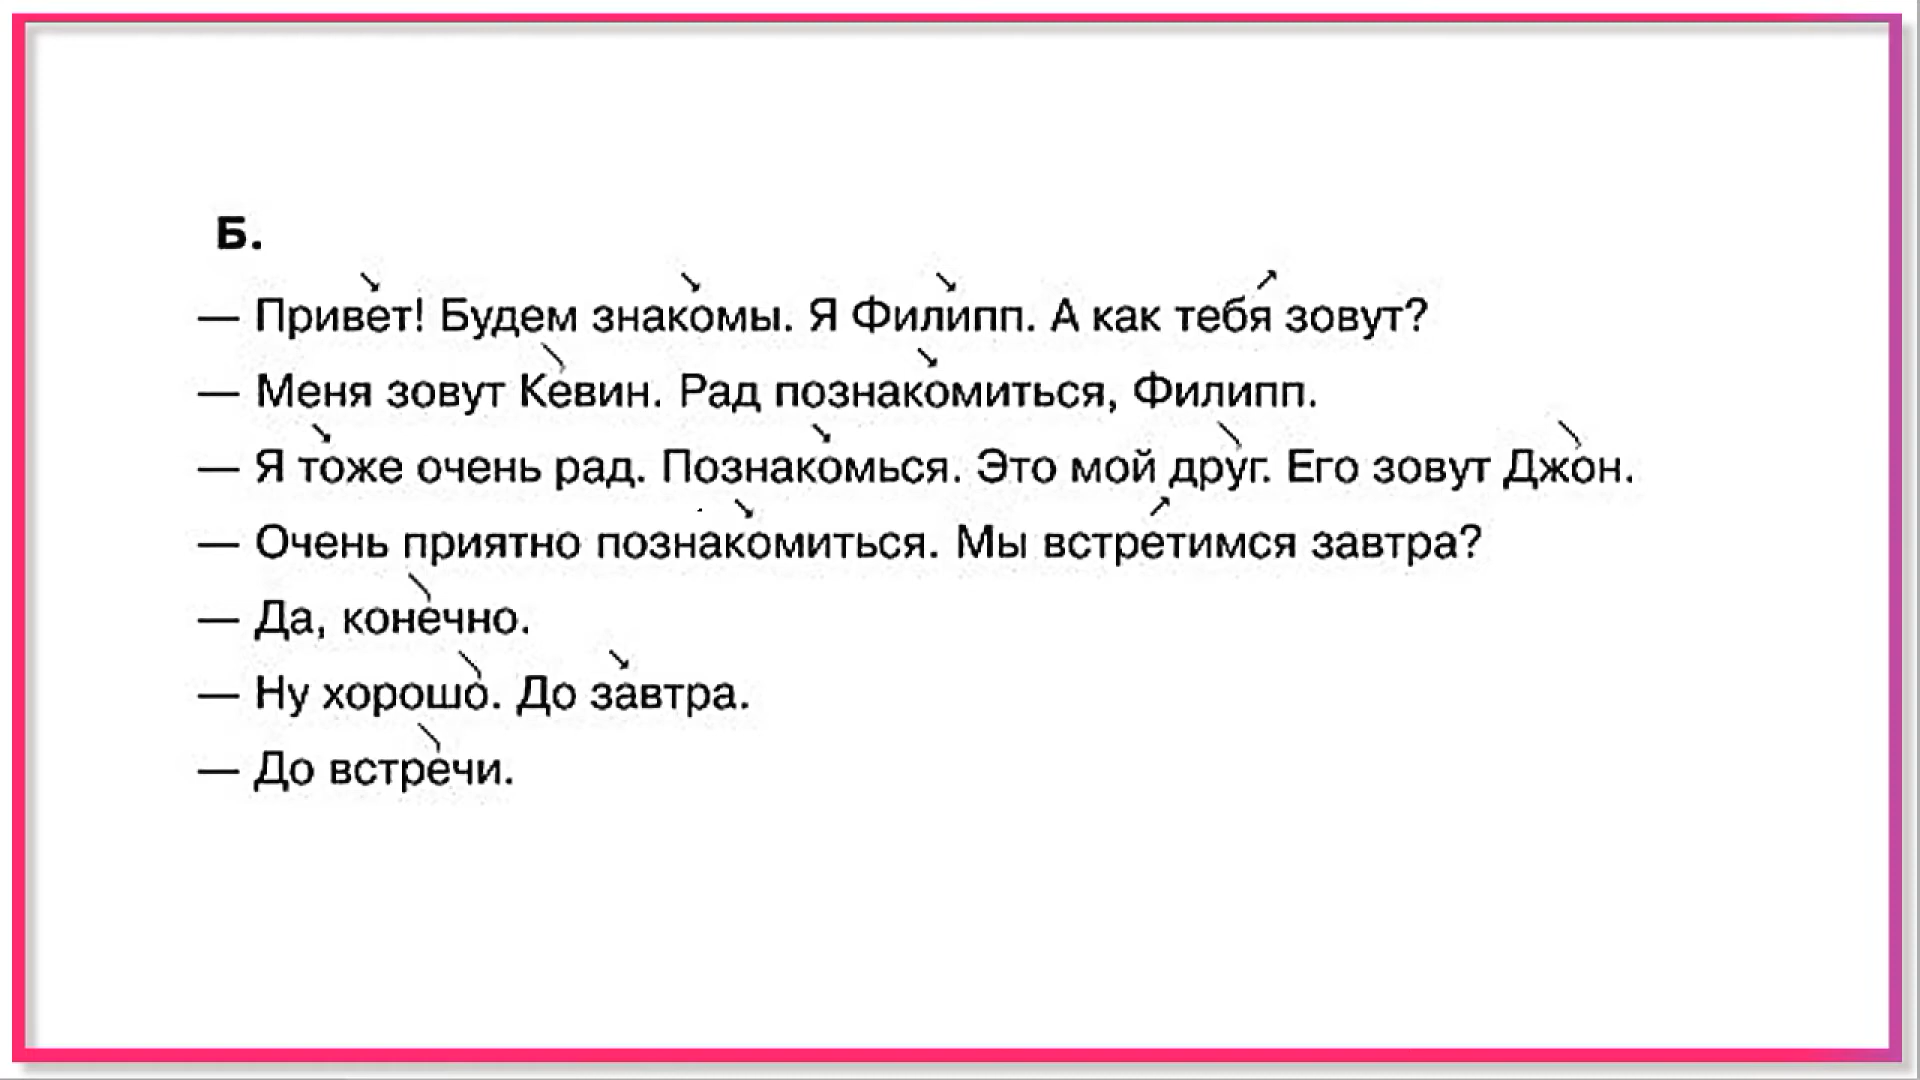 Б.
— Привет! Будем знакомы. Я Филипп. А как тебя зовут?
— Меня зовут Кевин. Рад познакомиться, Филипп.
— Я тоже очень рад. Познакомься. Это мой друг. Его зовут Джон.
— Очень приятно познакомиться. Мы встретимся завтра?
— Да, конечно.
— Ну хорошо. До завтра.
— До встречи.